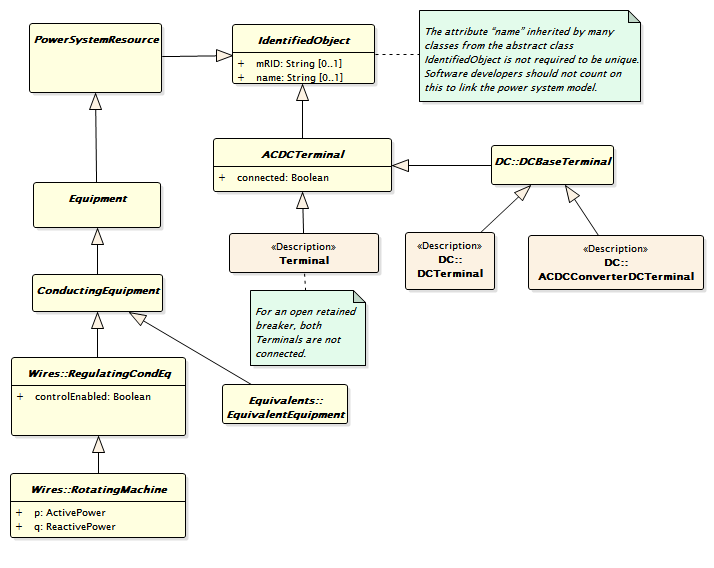 PowerSystemResource
IdentifiedObject
+ mRID: String [0..1]
+ name: String [0..1]
The attribute "name" inherited by many
classes from the abstract class
IdentifiedObject is not required to be unique.
Software developers should not count on
this to link the power system model.
ACDCTerminal
+ connected: Boolean
DC::DCBaseTerminal
Equipment
«Description»
Terminal
«Description»
DC::
DCTerminal
«Description»
DC::
ACDCConverterDCTerminal
ConductingEquipment
For an open retained
breaker, both
Terminals are not
connected.
Wires::RegulatingCondEq
+ controlEnabled: Boolean
Equivalents::
EquivalentEquipment
Wires::RotatingMachine
+ p: ActivePower
+ q: ReactivePower